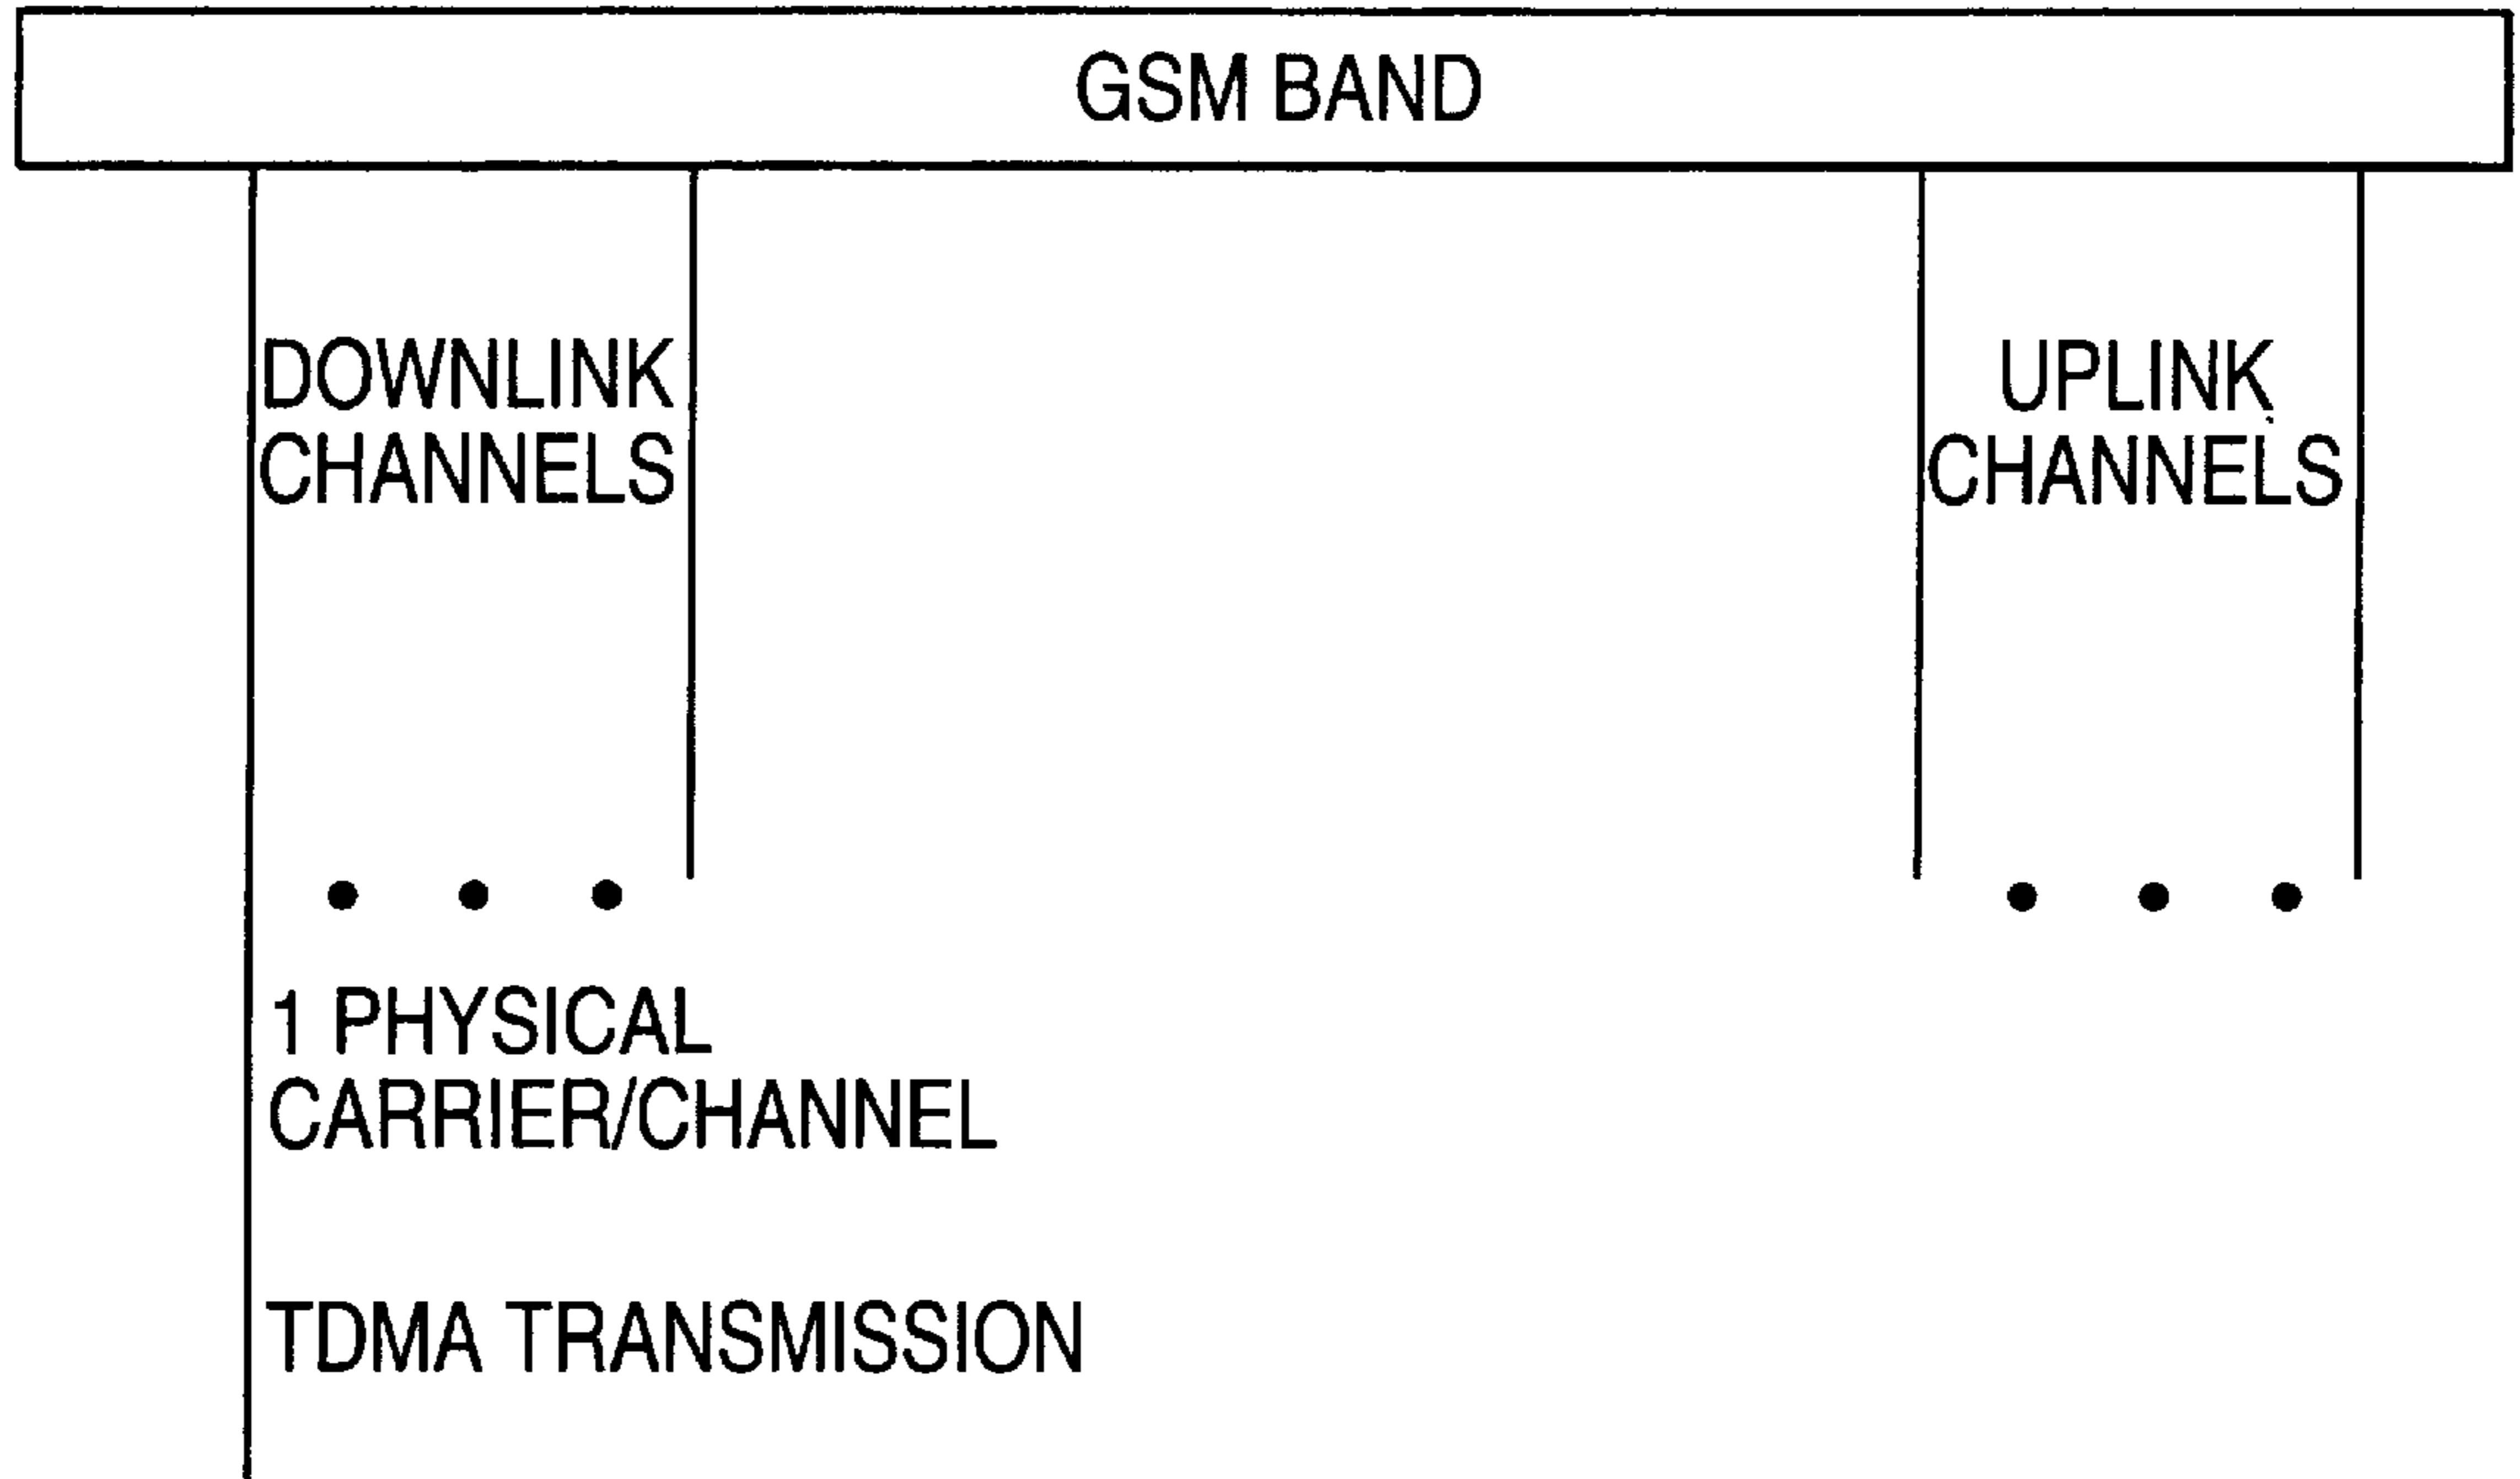 GSM BAND
DOWNLINK
CHANNELS
UPLINK
CHANNELS
1 PHYSICAL
CARRIER/CHANNEL
TDMA TRANSMISSION